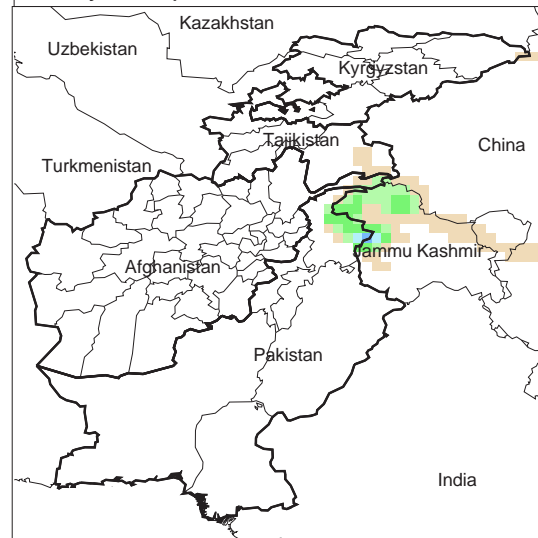 Kazakhstan
Uzbekistan
Kyrgyzstan
Tajikistan
China
Turkmenistan
Jammu Kashmir
Afghanistan
Pakistan
India